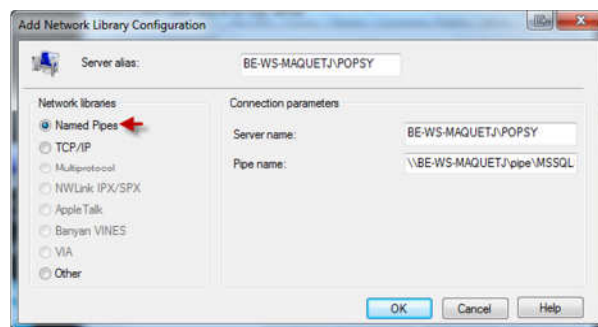 Add Network Library Configuration
Server alias: BE-WS-MAQUETJ\POPSY
Network libraries
Named Pipes
TCP/IP
Multiprotocol
NWLink IPX/SPX
AppleTalk
Banyan VINES
VIA
Other
Connection parameters
Server name: BE-WS-MAQUETJ\POPSY
Pipe name: \\BE-WS-MAQUETJ\pipe\MSSQL
OK Cancel Help